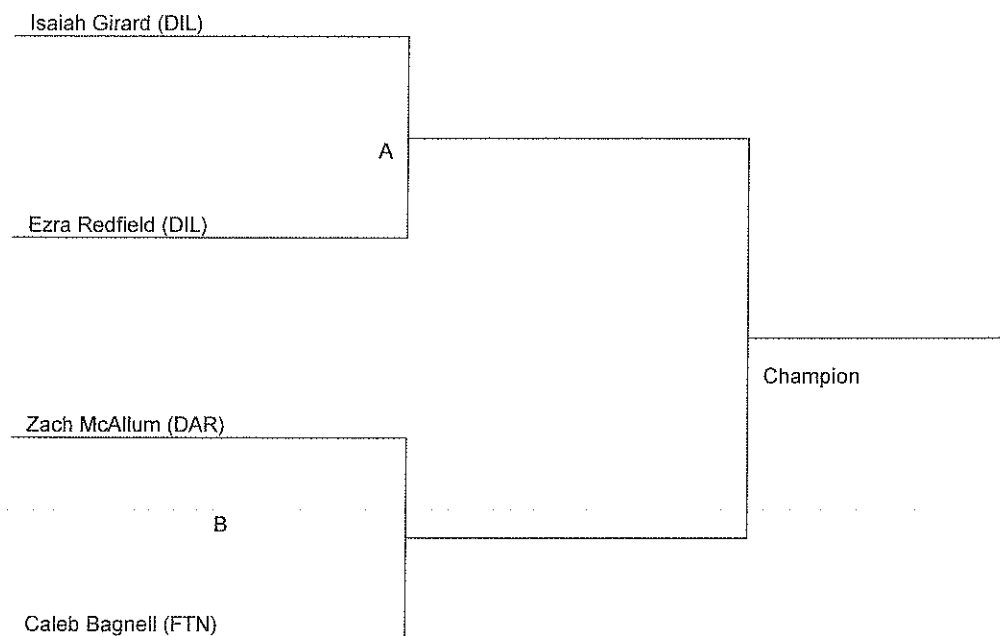 Isaiah Girard (DIL)
A
Ezra Redfield (DIL)
Champion
Zach McAllum (DAR)
B
Caleb Bagnell (FTN)